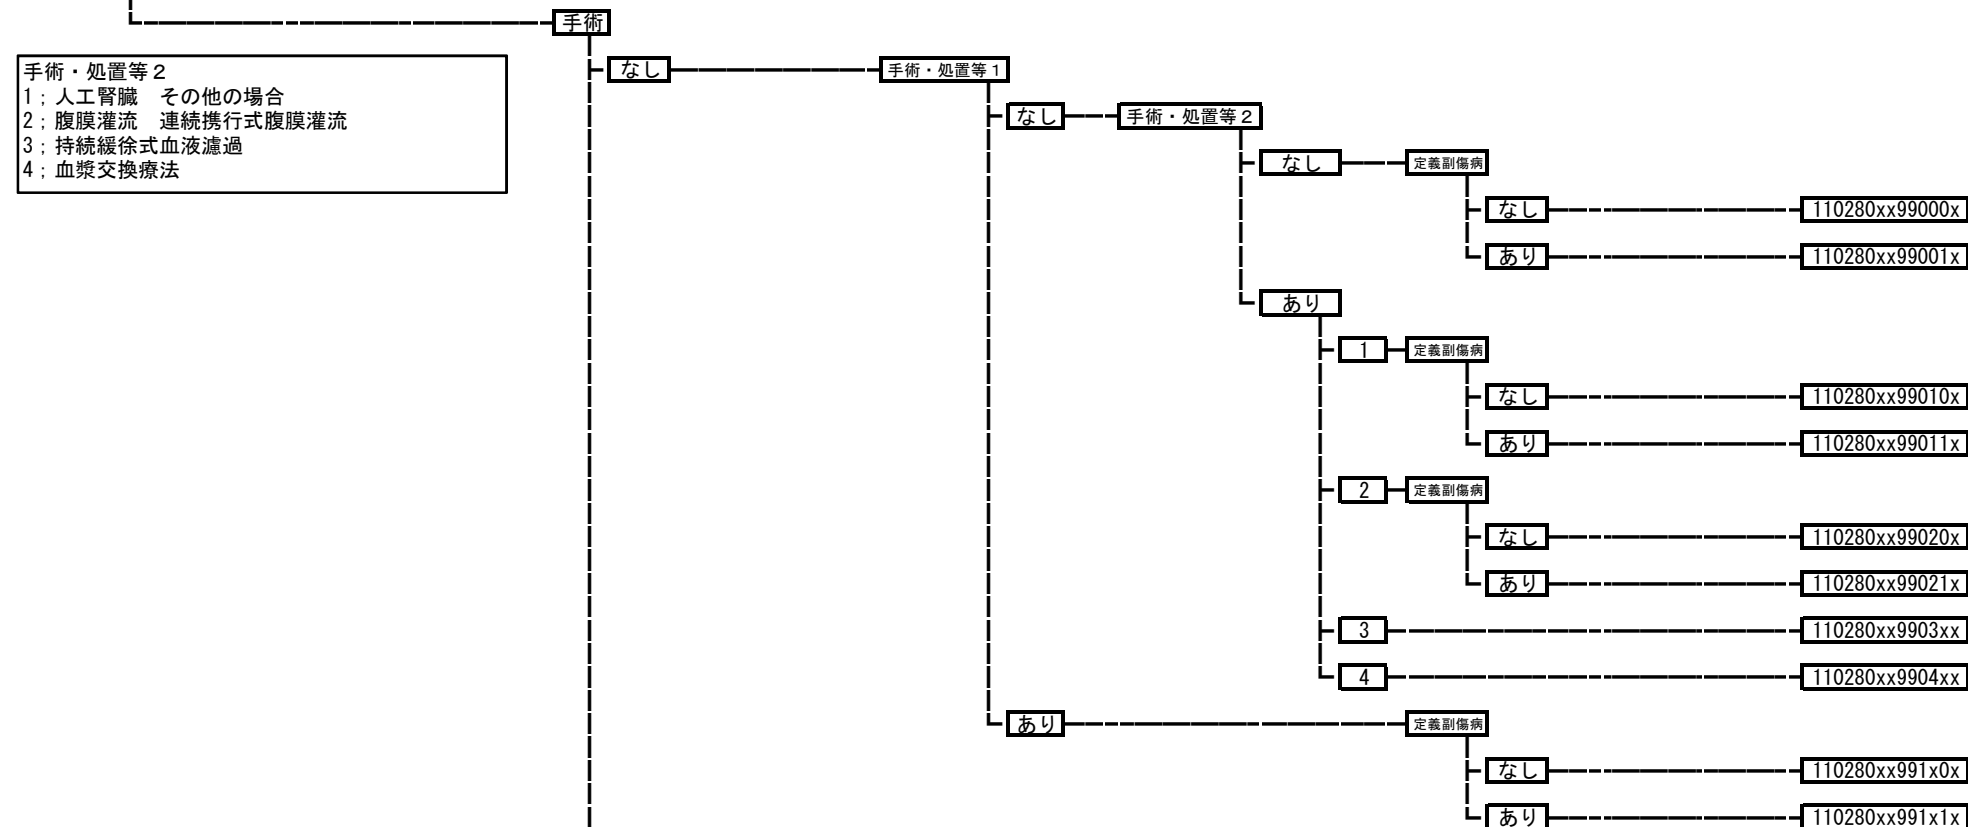 手術
手術・処置等２
1；人工腎臓　その他の場合
2；腹膜灌流　連続携行式腹膜灌流
3；持続緩徐式血液濾過
4；血漿交換療法
なし
手術・処置等１
なし
手術・処置等２
なし
定義副傷病
なし
110280xx99000x
あり
110280xx99001x
あり
1
定義副傷病
なし
110280xx99010x
あり
110280xx99011x
2
定義副傷病
なし
110280xx99020x
あり
110280xx99021x
3
110280xx9903xx
4
110280xx9904xx
あり
定義副傷病
なし
110280xx991x0x
あり
110280xx991x1x